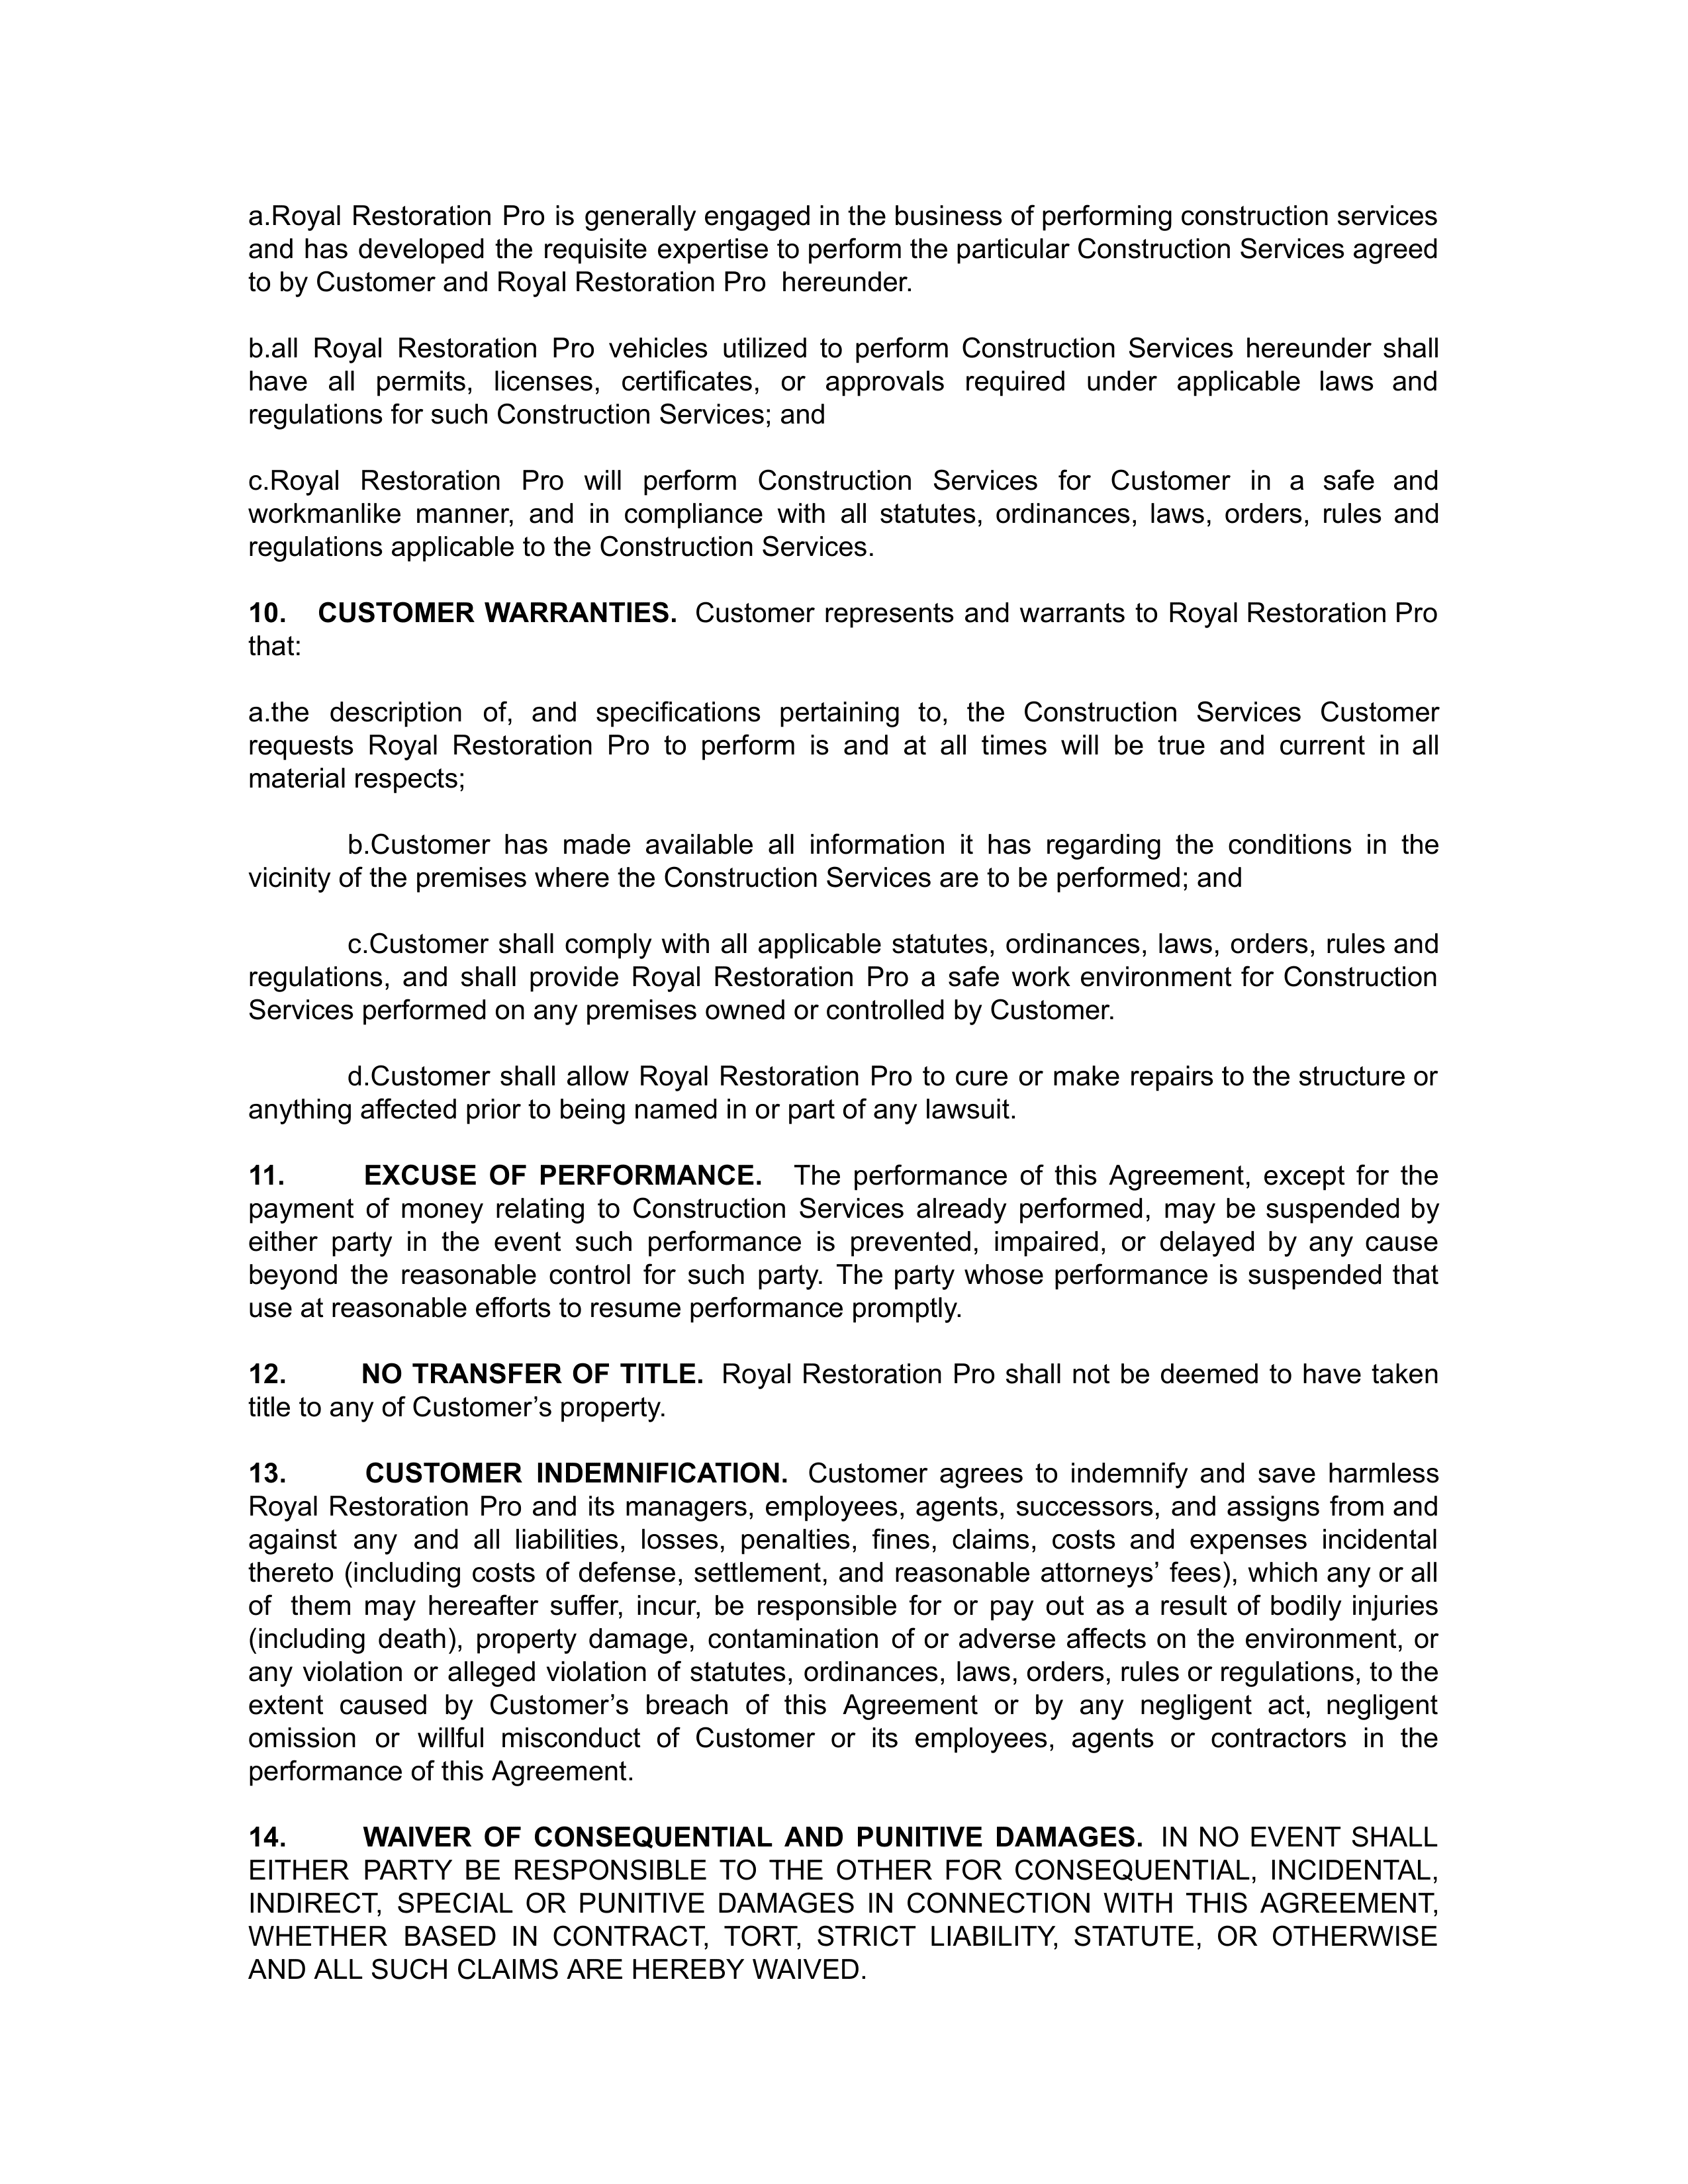 a.Royal Restoration Pro is generally engaged in the business of performing construction services
and has developed the requisite expertise to perform the particular Construction Services agreed
to by Customer and Royal Restoration Pro  hereunder.
b.all Royal Restoration Pro vehicles utilized to perform Construction Services hereunder shall
have all permits, licenses, certificates, or approvals required under applicable laws and
regulations for such Construction Services; and
c.Royal Restoration Pro will perform Construction Services for Customer in a safe and
workmanlike manner, and in compliance with all statutes, ordinances, laws, orders, rules and
regulations applicable to the Construction Services.
10. CUSTOMER WARRANTIES. Customer represents and warrants to Royal Restoration Pro
that:
a.the description of, and specifications pertaining to, the Construction Services Customer
requests Royal Restoration Pro to perform is and at all times will be true and current in all
material respects;
b.Customer has made available all information it has regarding the conditions in the
vicinity of the premises where the Construction Services are to be performed; and
c.Customer shall comply with all applicable statutes, ordinances, laws, orders, rules and
regulations, and shall provide Royal Restoration Pro a safe work environment for Construction
Services performed on any premises owned or controlled by Customer.
d.Customer shall allow Royal Restoration Pro to cure or make repairs to the structure or
anything affected prior to being named in or part of any lawsuit.
11. EXCUSE OF PERFORMANCE. The performance of this Agreement, except for the
payment of money relating to Construction Services already performed, may be suspended by
either party in the event such performance is prevented, impaired, or delayed by any cause
beyond the reasonable control for such party. The party whose performance is suspended that
use at reasonable efforts to resume performance promptly.
12. NO TRANSFER OF TITLE. Royal Restoration Pro shall not be deemed to have taken
title to any of Customer’s property.
13. CUSTOMER INDEMNIFICATION. Customer agrees to indemnify and save harmless
Royal Restoration Pro and its managers, employees, agents, successors, and assigns from and
against any and all liabilities, losses, penalties, fines, claims, costs and expenses incidental
thereto (including costs of defense, settlement, and reasonable attorneys’ fees), which any or all
of them may hereafter suffer, incur, be responsible for or pay out as a result of bodily injuries
(including death), property damage, contamination of or adverse affects on the environment, or
any violation or alleged violation of statutes, ordinances, laws, orders, rules or regulations, to the
extent caused by Customer’s breach of this Agreement or by any negligent act, negligent
omission or willful misconduct of Customer or its employees, agents or contractors in the
performance of this Agreement.
14. WAIVER OF CONSEQUENTIAL AND PUNITIVE DAMAGES. IN NO EVENT SHALL
EITHER PARTY BE RESPONSIBLE TO THE OTHER FOR CONSEQUENTIAL, INCIDENTAL,
INDIRECT, SPECIAL OR PUNITIVE DAMAGES IN CONNECTION WITH THIS AGREEMENT,
WHETHER BASED IN CONTRACT, TORT, STRICT LIABILITY, STATUTE, OR OTHERWISE
AND ALL SUCH CLAIMS ARE HEREBY WAIVED.